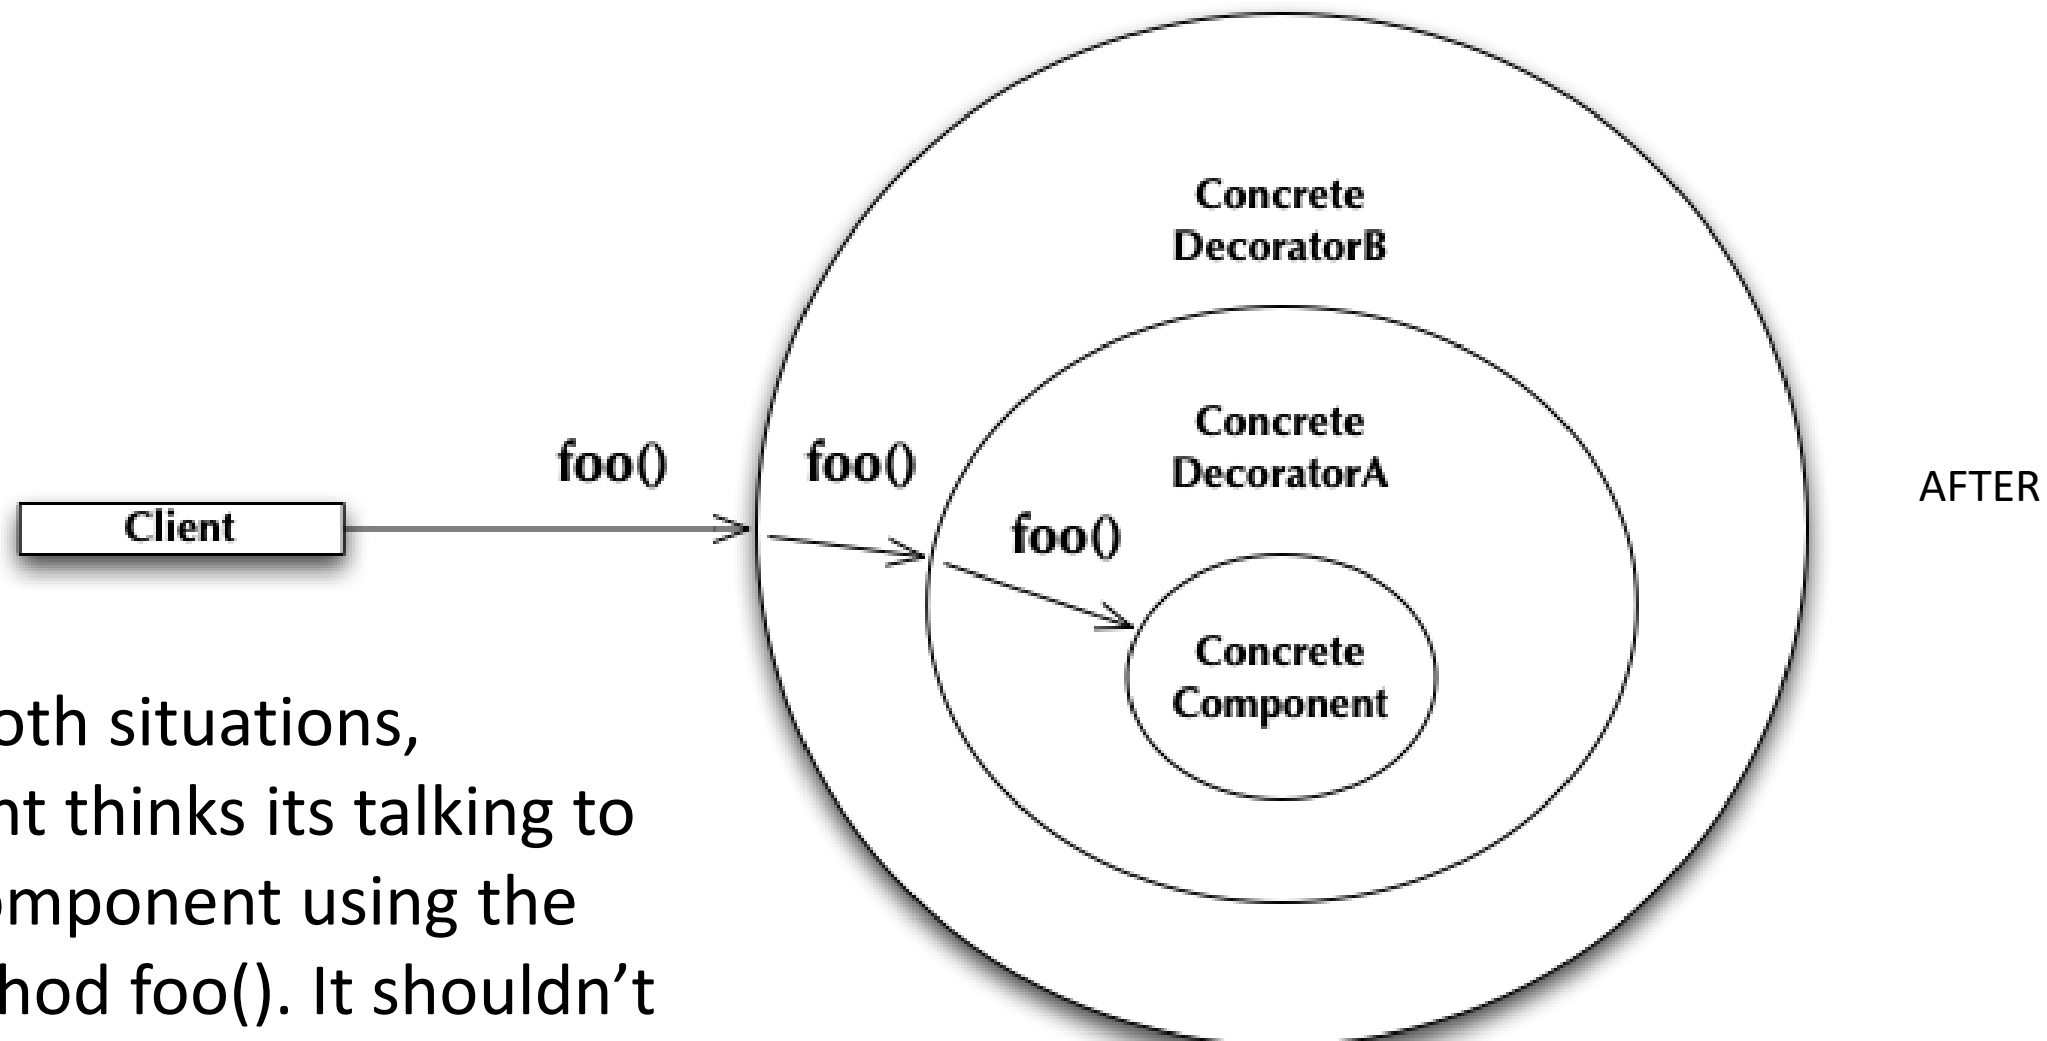 Concrete
DecoratorB
Concrete
DecoratorA
foo()
foo()
foo()
Client
AFTER
Concrete
Component
oth situations,
nt thinks its talking to
omponent using the
hod foo(). It shouldn’t